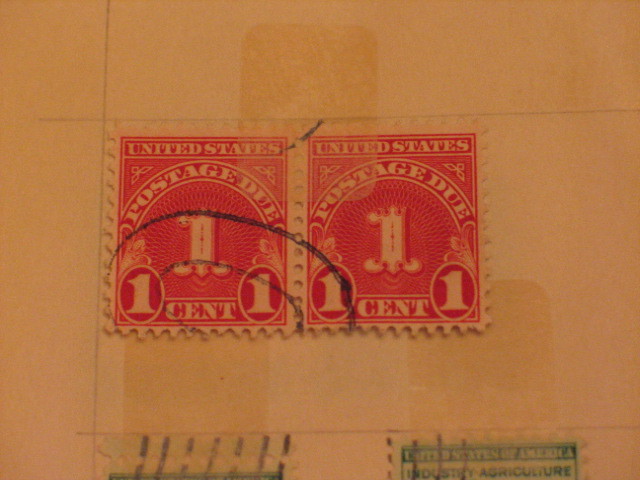 UNITED STATES
POSTAGE DUE
1
1 CENT 1
UNITED STATES
POSTAGE DUE
1
1 CENT 1
UNITED STATES OF AMERICA
INDUSTRY AGRICULTURE